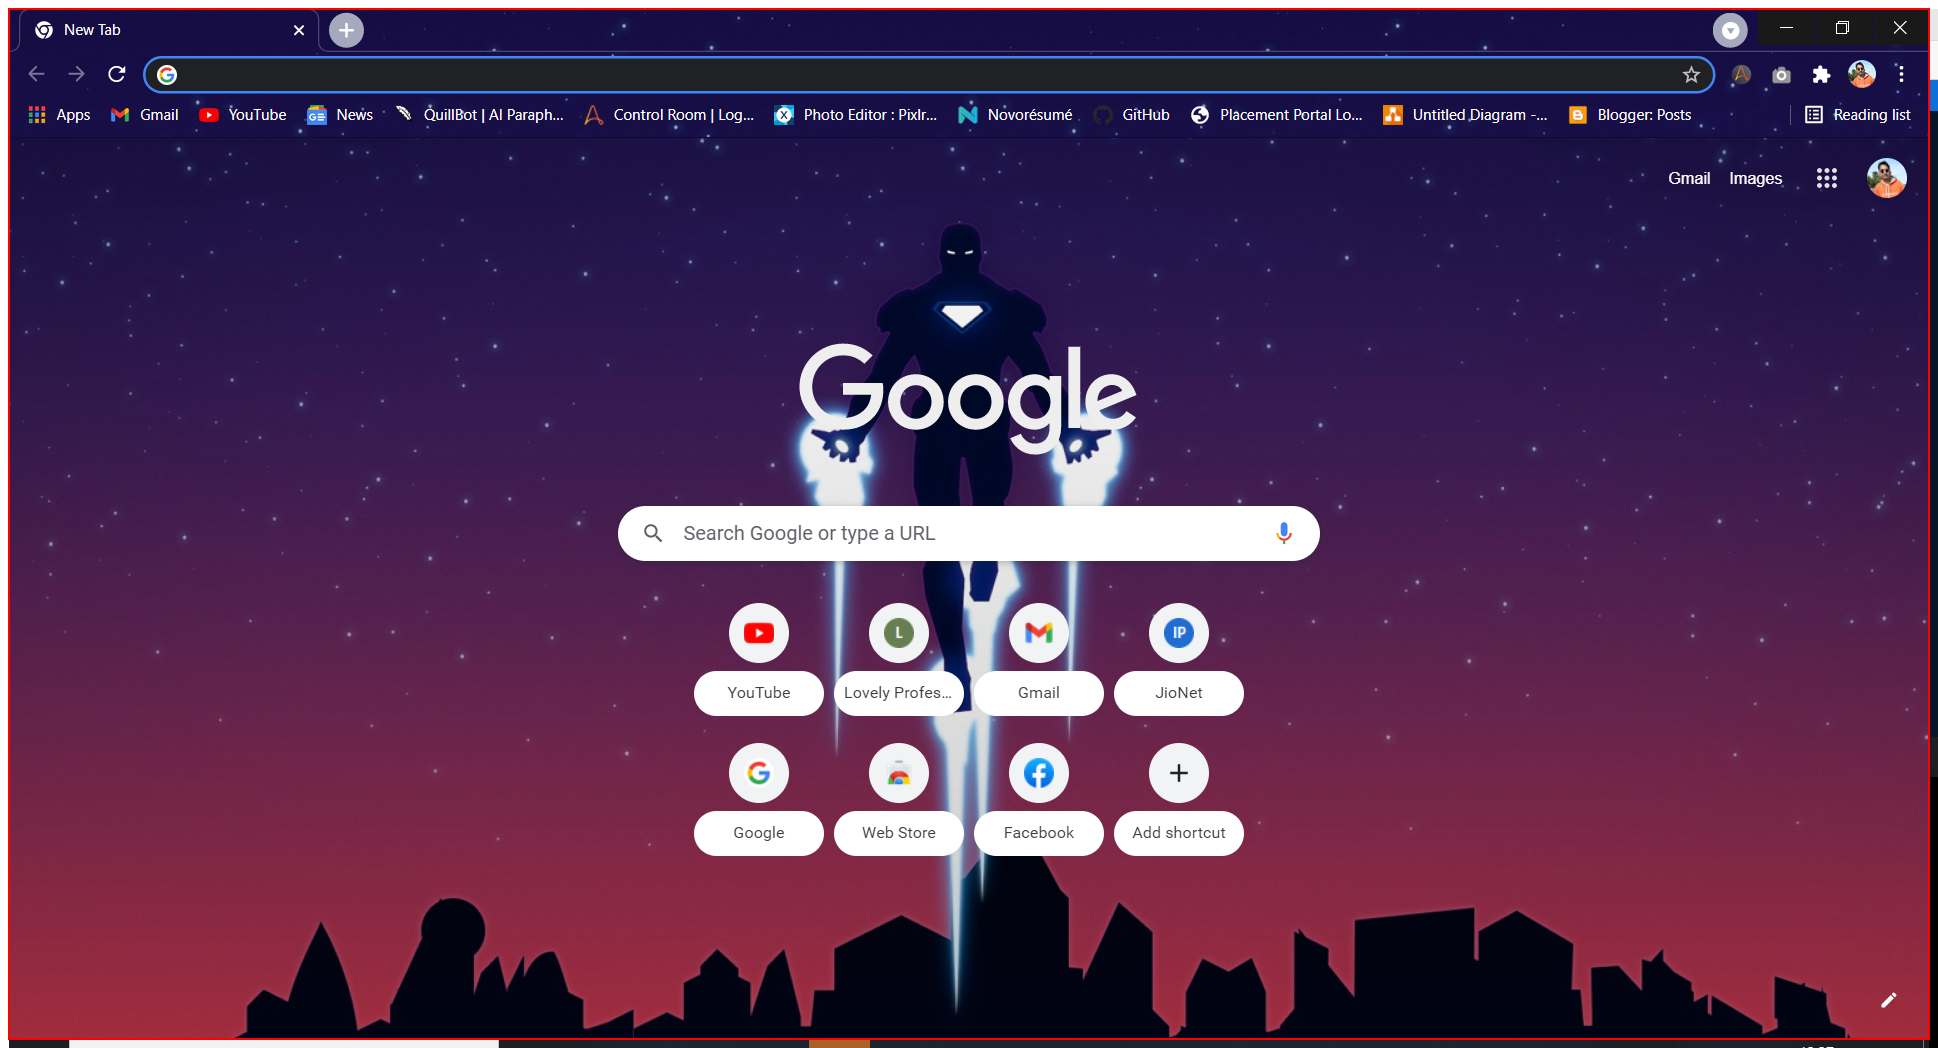 New Tab
Apps Gmail YouTube News QuillBot | AI Paraph... Control Room | Log... Photo Editor : Pixlr... Novorésumé GitHub Placement Portal Lo... Untitled Diagram -... Blogger: Posts Reading list
Gmail Images
Google
Search Google or type a URL
L IP
YouTube Lovely Profes... Gmail JioNet
Google Web Store Facebook Add shortcut